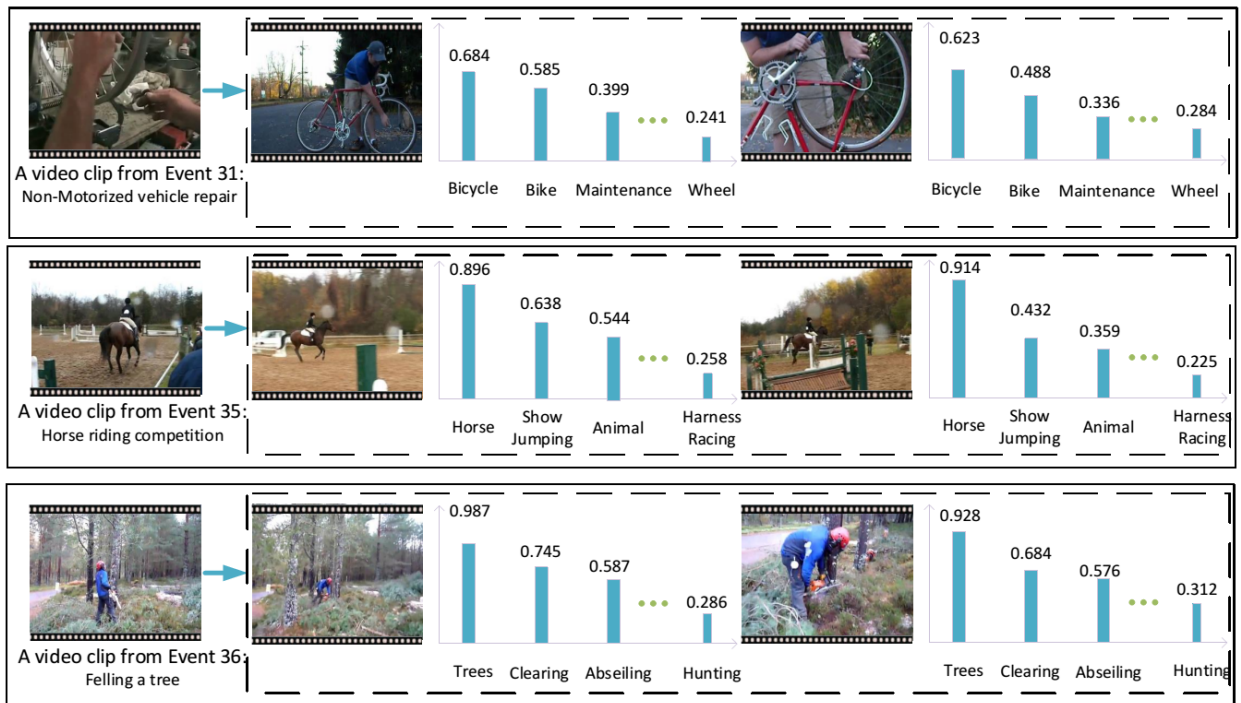 0.684
0.585
0.399
0.241
Bicycle Bike Maintenance Wheel
0.623
0.488
0.336
0.284
Bicycle Bike Maintenance Wheel
A video clip from Event 31:
Non-Motorized vehicle repair
0.896
0.638
0.544
0.258
Horse Show Jumping Animal Harness Racing
0.914
0.432
0.359
0.225
Horse Show Jumping Animal Harness Racing
A video clip from Event 35:
Horse riding competition
0.987
0.745
0.587
0.286
Trees Clearing Abseiling Hunting
0.928
0.684
0.576
0.312
Trees Clearing Abseiling Hunting
A video clip from Event 36:
Felling a tree